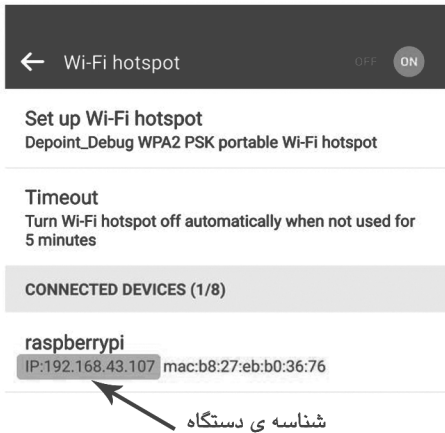 Wi-Fi hotspot OFF ON
Set up Wi-Fi hotspot
Depoint_Debug WPA2 PSK portable Wi-Fi hotspot
Timeout
Turn Wi-Fi hotspot off automatically when not used for
5 minutes
CONNECTED DEVICES (1/8)
raspberrypi
IP:192.168.43.107 mac:b8:27:eb:b0:36:76
شناسه ی دستگاه